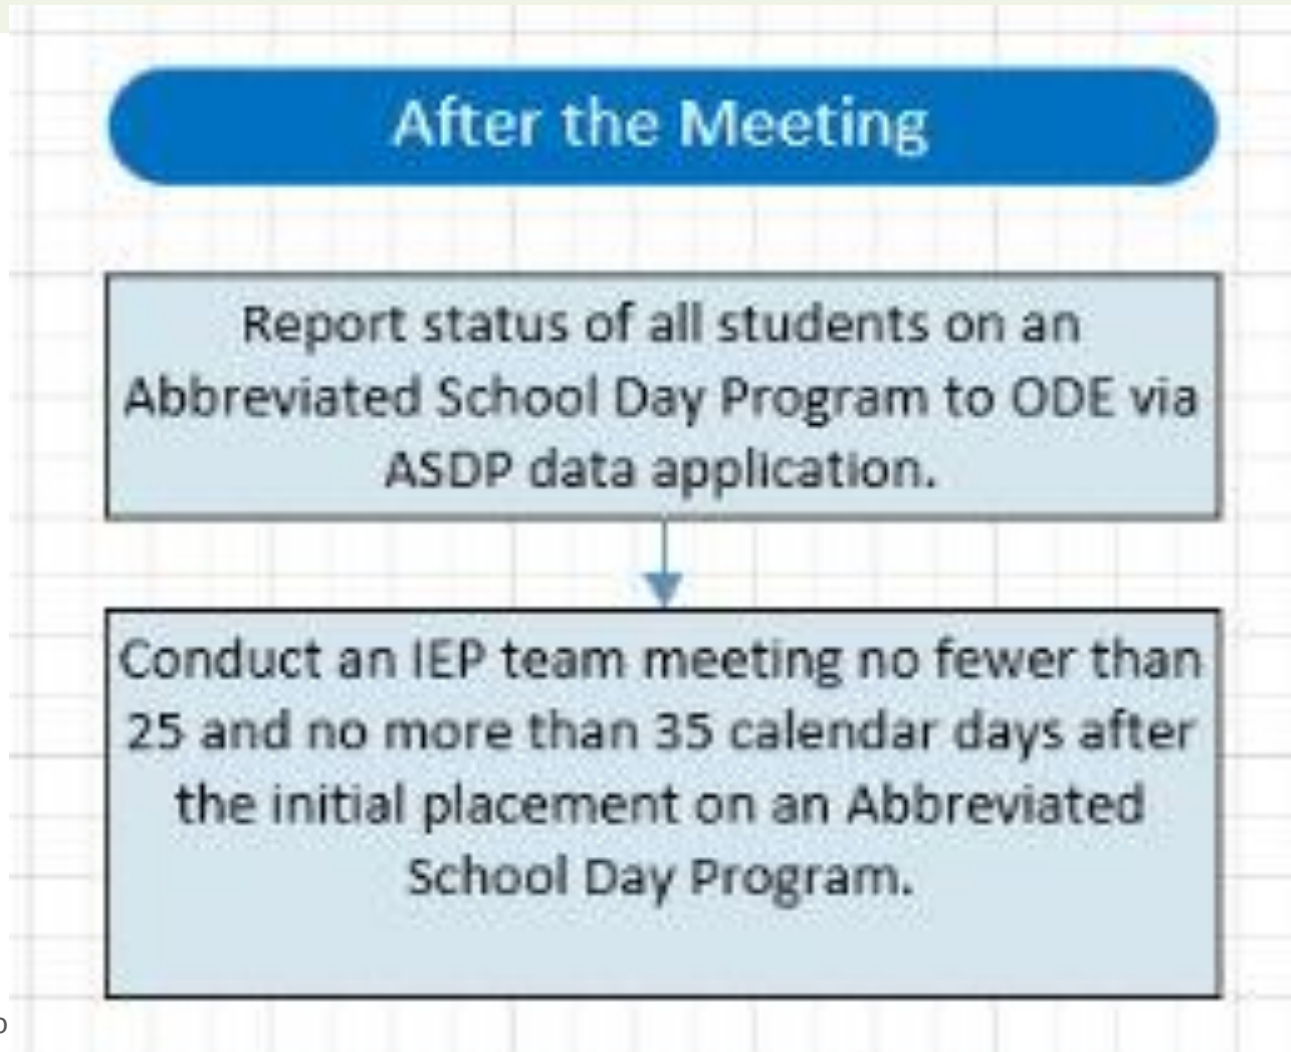 After the Meeting
Report status of all students on an
Abbreviated School Day Program to ODE via
ASDP data application.
Conduct an IEP team meeting no fewer than
25 and no more than 35 calendar days after
the initial placement on an Abbreviated
School Day Program.